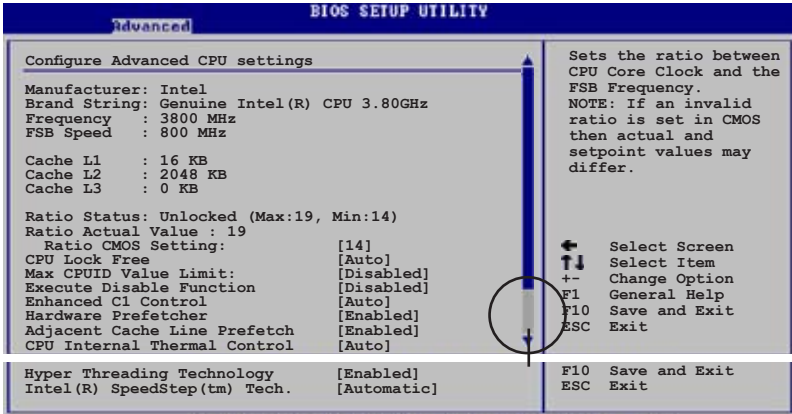 BIOS SETUP UTILITY
Advanced
Configure Advanced CPU settings
Manufacturer: Intel
Brand String: Genuine Intel(R) CPU 3.80GHz
Frequency : 3800 MHz
FSB Speed : 800 MHz
Cache L1 : 16 KB
Cache L2 : 2048 KB
Cache L3 : 0 KB
Ratio Status: Unlocked (Max:19, Min:14)
Ratio Actual Value : 19
Ratio CMOS Setting: [14]
CPU Lock Free [Auto]
Max CPUID Value Limit: [Disabled]
Execute Disable Function [Disabled]
Enhanced C1 Control [Auto]
Hardware Prefetcher [Enabled]
Adjacent Cache Line Prefetch [Enabled]
CPU Internal Thermal Control [Auto]
Hyper Threading Technology [Enabled]
Intel(R) SpeedStep(tm) Tech. [Automatic]
Sets the ratio between
CPU Core Clock and the
FSB Frequency.
NOTE: If an invalid
ratio is set in CMOS
then actual and
setpoint values may
differ.
← Select Screen
↑↓ Select Item
+- Change Option
F1 General Help
F10 Save and Exit
ESC Exit
F10 Save and Exit
ESC Exit